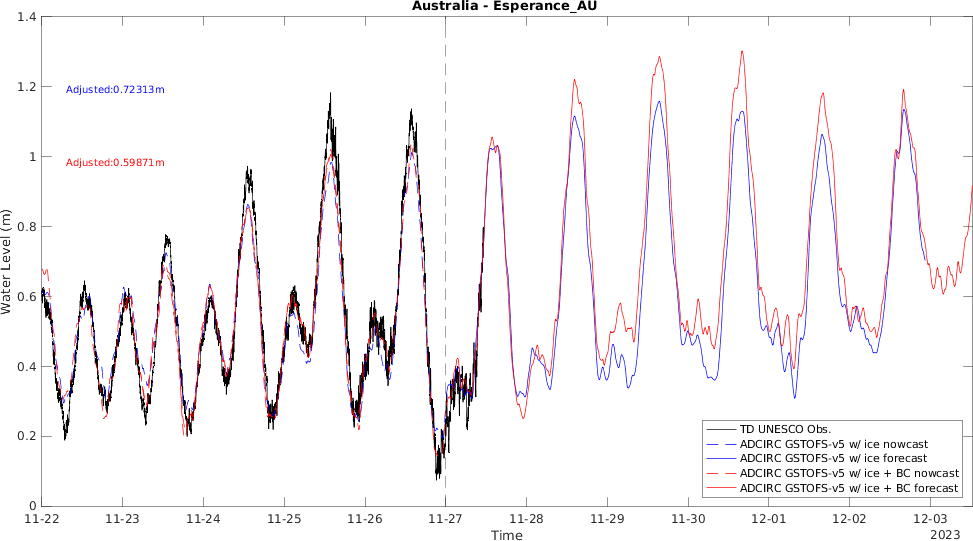 Australia - Esperance_AU
1.4
1.2
1
0.8
0.6
0.4
0.2
0
Water Level (m)
Adjusted:0.72313m
Adjusted:0.59871m
TD UNESCO Obs.
ADCIRC GSTOFS-v5 w/ ice nowcast
ADCIRC GSTOFS-v5 w/ ice forecast
ADCIRC GSTOFS-v5 w/ ice + BC nowcast
ADCIRC GSTOFS-v5 w/ ice + BC forecast
11-22 11-23 11-24 11-25 11-26 11-27 11-28 11-29 11-30 12-01 12-02 12-03
Time
2023